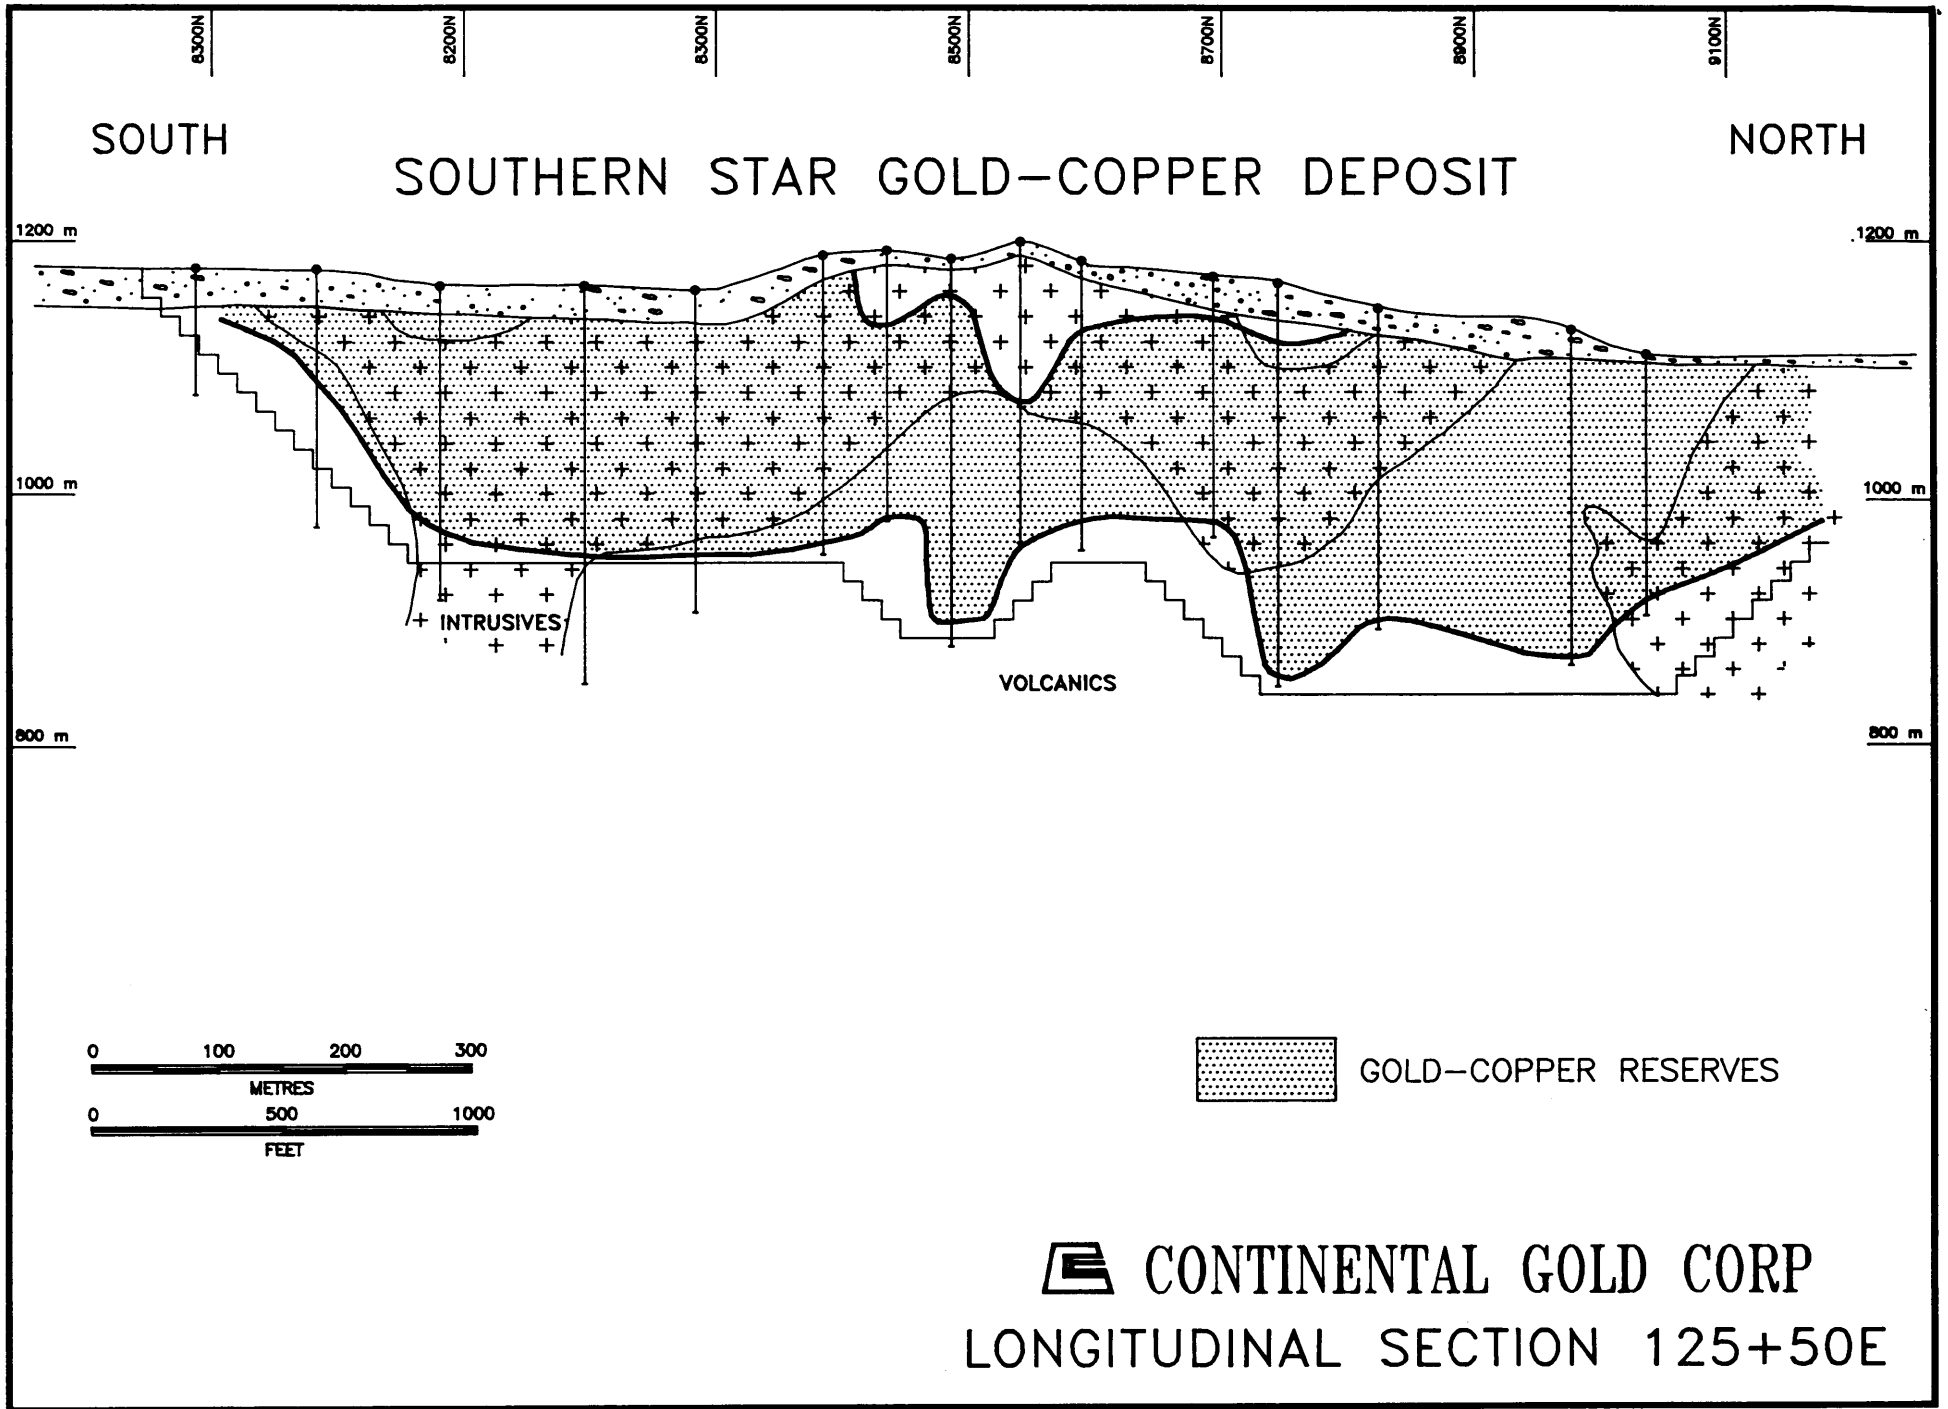 8300N 8200N 8300N 8500N 8700N 8900N 9100N
SOUTH NORTH
SOUTHERN STAR GOLD-COPPER DEPOSIT
1200 m 1200 m
1000 m 1000 m
INTRUSIVES
VOLCANICS
800 m 800 m
0 100 200 300
METRES
0 500 1000
FEET
GOLD-COPPER RESERVES
CONTINENTAL GOLD CORP
LONGITUDINAL SECTION 125+50E